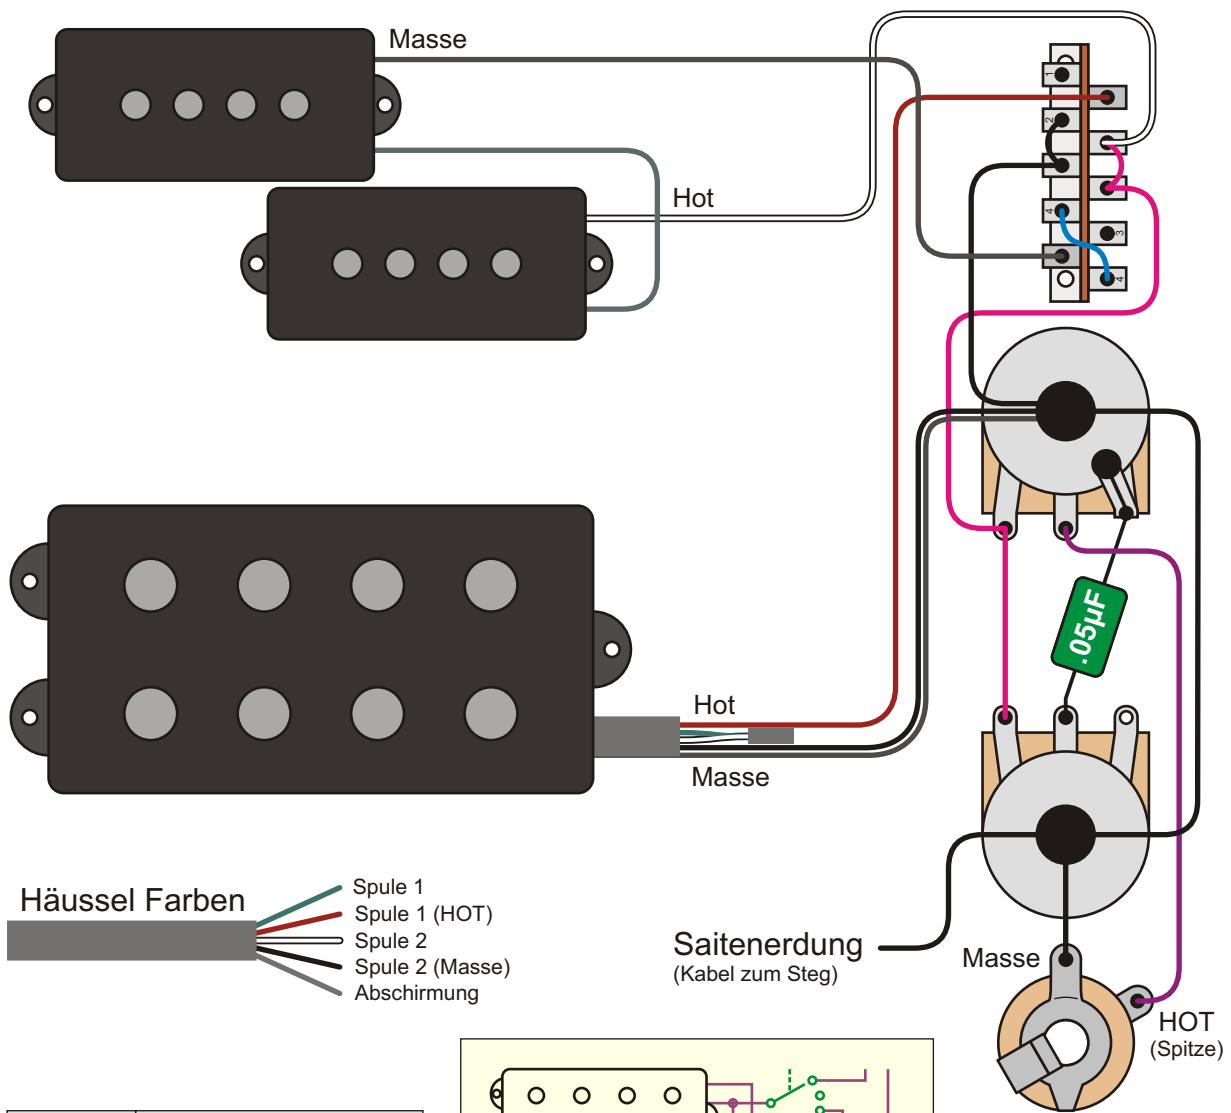 Masse
Hot
1
2
4
3
4
.05µF
Hot
Masse
Häussel Farben
Spule 1
Spule 1 (HOT)
Spule 2
Spule 2 (Masse)
Abschirmung
Saitenerdung
(Kabel zum Steg)
Masse
HOT
(Spitze)